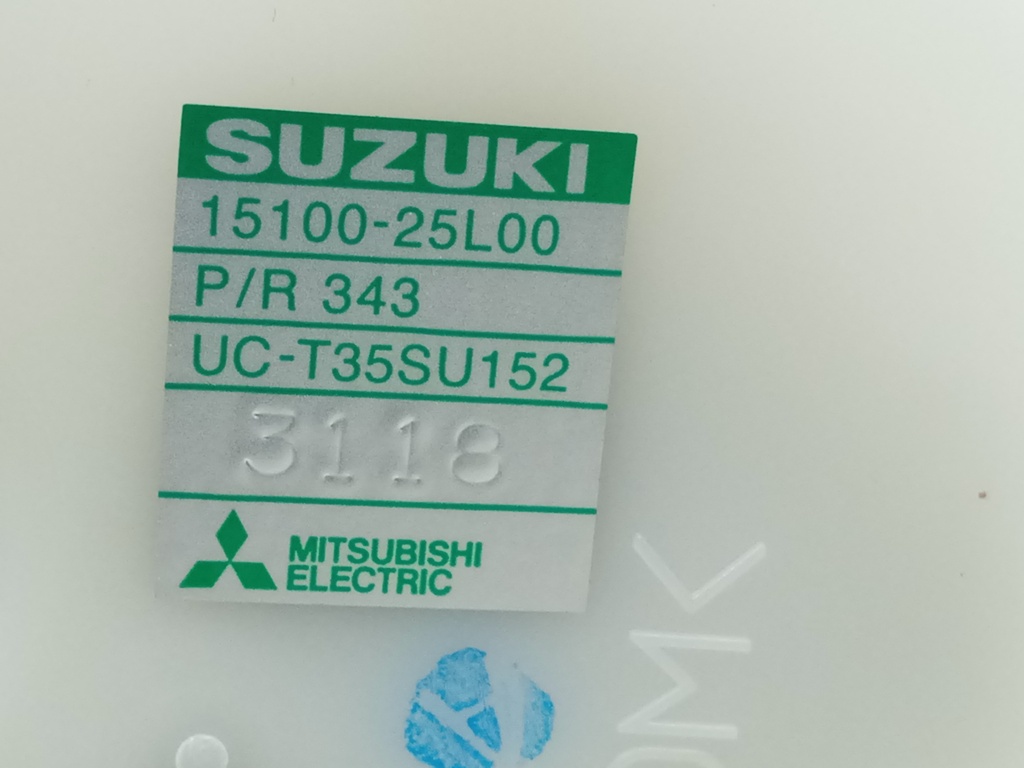 SUZUKI
15100-25L00
P/R 343
UC-T35SU152
3118
MITSUBISHI
ELECTRIC